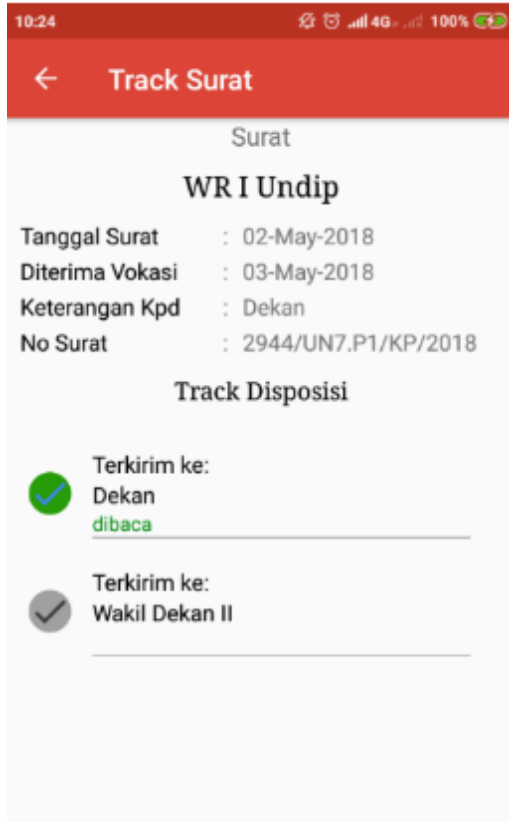 10:24 4G 100%
Track Surat
Surat
WR I Undip
Tanggal Surat : 02-May-2018
Diterima Vokasi : 03-May-2018
Keterangan Kpd : Dekan
No Surat : 2944/UN7.P1/KP/2018
Track Disposisi
Terkirim ke:
Dekan
dibaca
Terkirim ke:
Wakil Dekan II